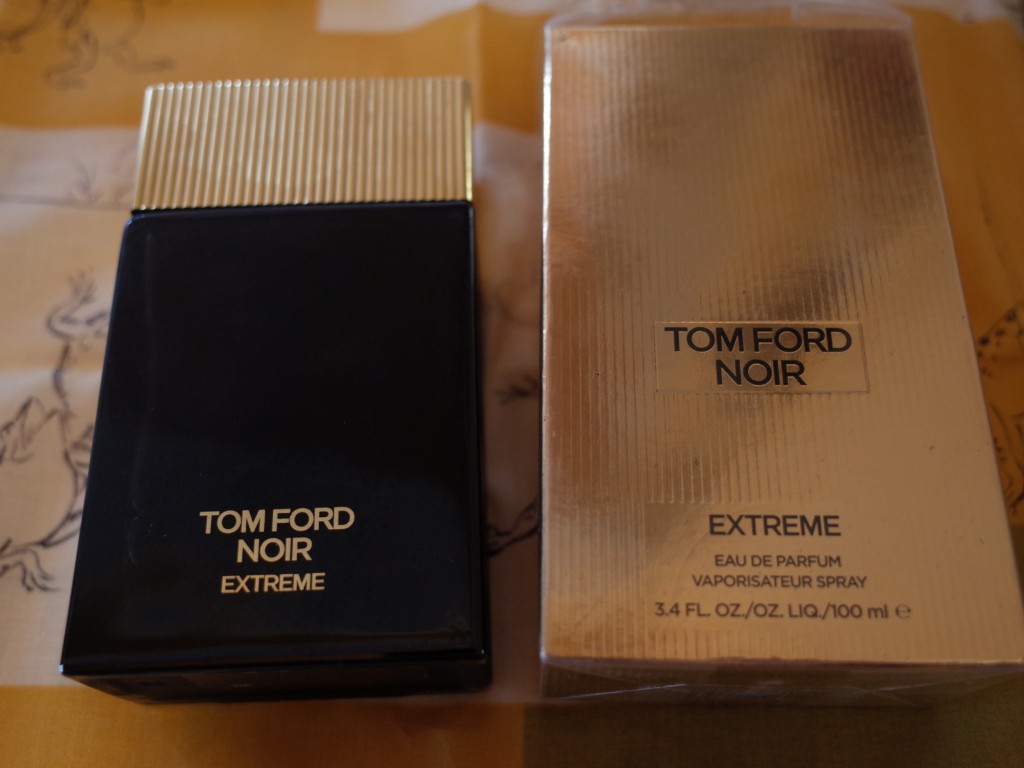 TOM FORD
NOIR
EXTREME
TOM FORD
NOIR
EXTREME
EAU DE PARFUM
VAPORISATEUR SPRAY
3.4 FL. OZ./OZ. LIQ./100 ml ℮